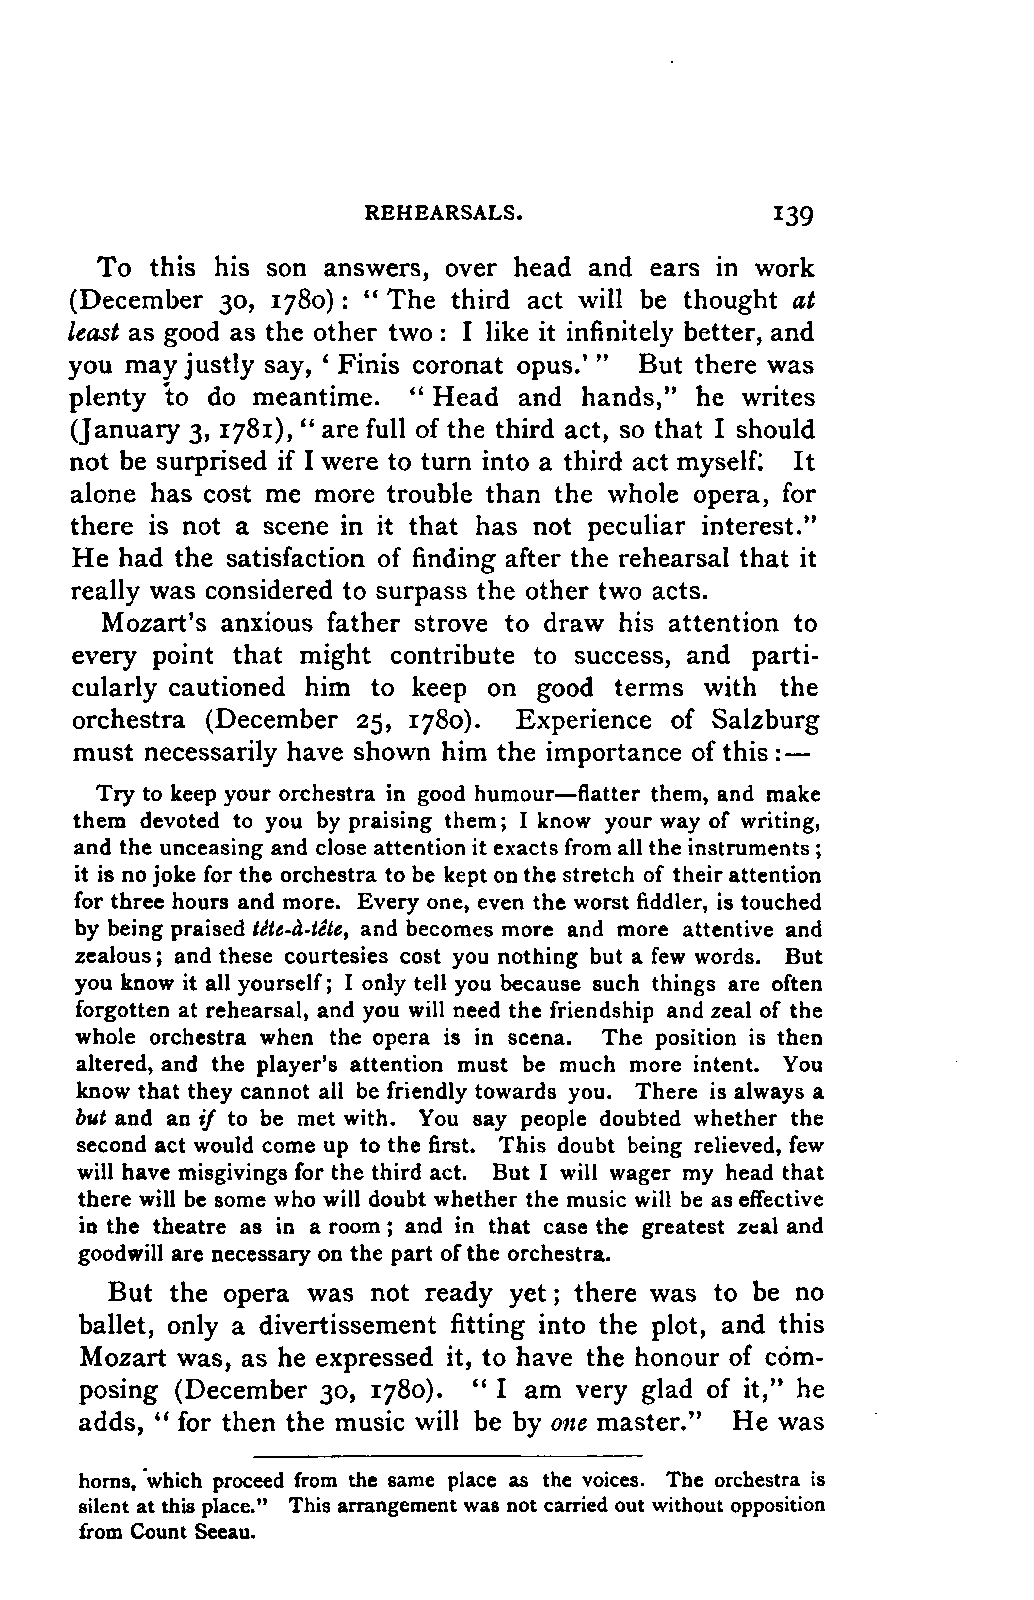 REHEARSALS. 139
To this his son answers, over head and ears in work
(December 30, 1780): "The third act will be thought at
least as good as the other two: I like it infinitely better, and
you may justly say, 'Finis coronat opus.'" But there was
plenty to do meantime. "Head and hands," he writes
(January 3, 1781), "are full of the third act, so that I should
not be surprised if I were to turn into a third act myself. It
alone has cost me more trouble than the whole opera, for
there is not a scene in it that has not peculiar interest."
He had the satisfaction of finding after the rehearsal that it
really was considered to surpass the other two acts.
Mozart's anxious father strove to draw his attention to
every point that might contribute to success, and parti-
cularly cautioned him to keep on good terms with the
orchestra (December 25, 1780). Experience of Salzburg
must necessarily have shown him the importance of this:—
Try to keep your orchestra in good humour—flatter them, and make
them devoted to you by praising them; I know your way of writing,
and the unceasing and close attention it exacts from all the instruments;
it is no joke for the orchestra to be kept on the stretch of their attention
for three hours and more. Every one, even the worst fiddler, is touched
by being praised tête-à-tête, and becomes more and more attentive and
zealous; and these courtesies cost you nothing but a few words. But
you know it all yourself; I only tell you because such things are often
forgotten at rehearsal, and you will need the friendship and zeal of the
whole orchestra when the opera is in scena. The position is then
altered, and the player's attention must be much more intent. You
know that they cannot all be friendly towards you. There is always a
but and an if to be met with. You say people doubted whether the
second act would come up to the first. This doubt being relieved, few
will have misgivings for the third act. But I will wager my head that
there will be some who will doubt whether the music will be as effective
in the theatre as in a room; and in that case the greatest zeal and
goodwill are necessary on the part of the orchestra.
But the opera was not ready yet; there was to be no
ballet, only a divertissement fitting into the plot, and this
Mozart was, as he expressed it, to have the honour of com-
posing (December 30, 1780). "I am very glad of it," he
adds, "for then the music will be by one master." He was
horns, which proceed from the same place as the voices. The orchestra is
silent at this place." This arrangement was not carried out without opposition
from Count Seeau.